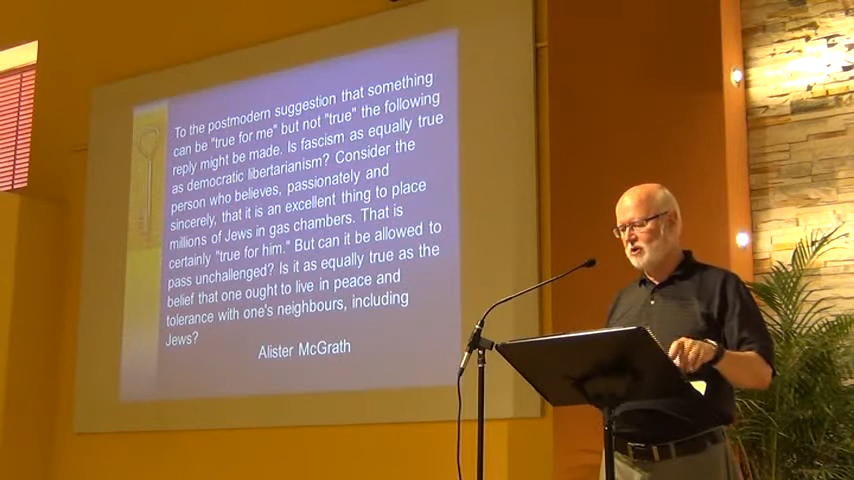 To the postmodern suggestion that something
can be "true for me" but not "true" the following
reply might be made. Is fascism as equally true
as democratic libertarianism? Consider the
person who believes, passionately and
sincerely, that it is an excellent thing to place
millions of Jews in gas chambers. That is
certainly "true for him." But can it be allowed to
pass unchallenged? Is it as equally true as the
belief that one ought to live in peace and
tolerance with one's neighbours, including
Jews?
Alister McGrath